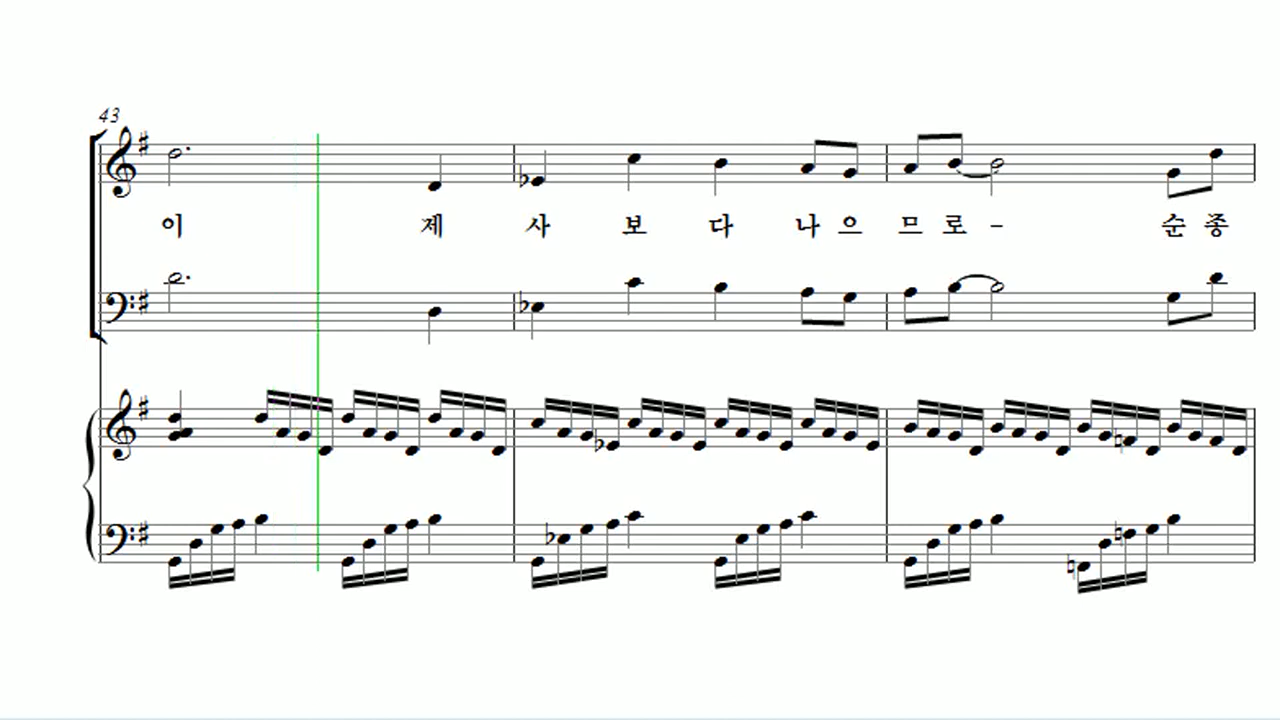 43
이 제 사 보 다 나 으 므 로 - 순 종